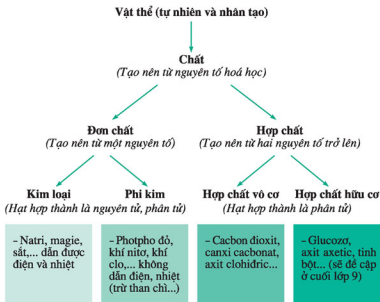 Vật thể (tự nhiên và nhân tạo)
Chất
(Tạo nên từ nguyên tố hoá học)
Đơn chất
(Tạo nên từ một nguyên tố)
Hợp chất
(Tạo nên từ hai nguyên tố trở lên)
Kim loại
Phi kim
(Hạt hợp thành là nguyên tử, phân tử)
Hợp chất vô cơ
Hợp chất hữu cơ
(Hạt hợp thành là phân tử)
– Natri, magie,
sắt,... dẫn được
điện và nhiệt
– Photpho đỏ,
khí nitơ, khí
clo,... không
dẫn điện, nhiệt
(trừ than chì...)
– Cacbon đioxit,
canxi cacbonat,
axit clohiđric...
– Glucozơ,
axit axetic, tinh
bột... (sẽ đề cập
ở cuối lớp 9)